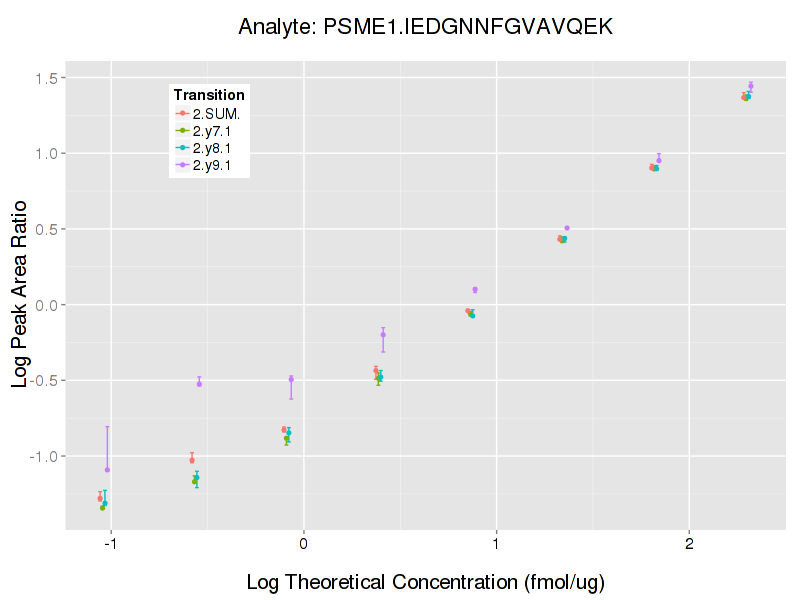 Analyte: PSME1.IEDGNNFGVAVQEK
Log Peak Area Ratio
1.5
1.0
0.5
0.0
-0.5
-1.0
Transition
2.SUM.
2.y7.1
2.y8.1
2.y9.1
-1
0
1
2
Log Theoretical Concentration (fmol/ug)